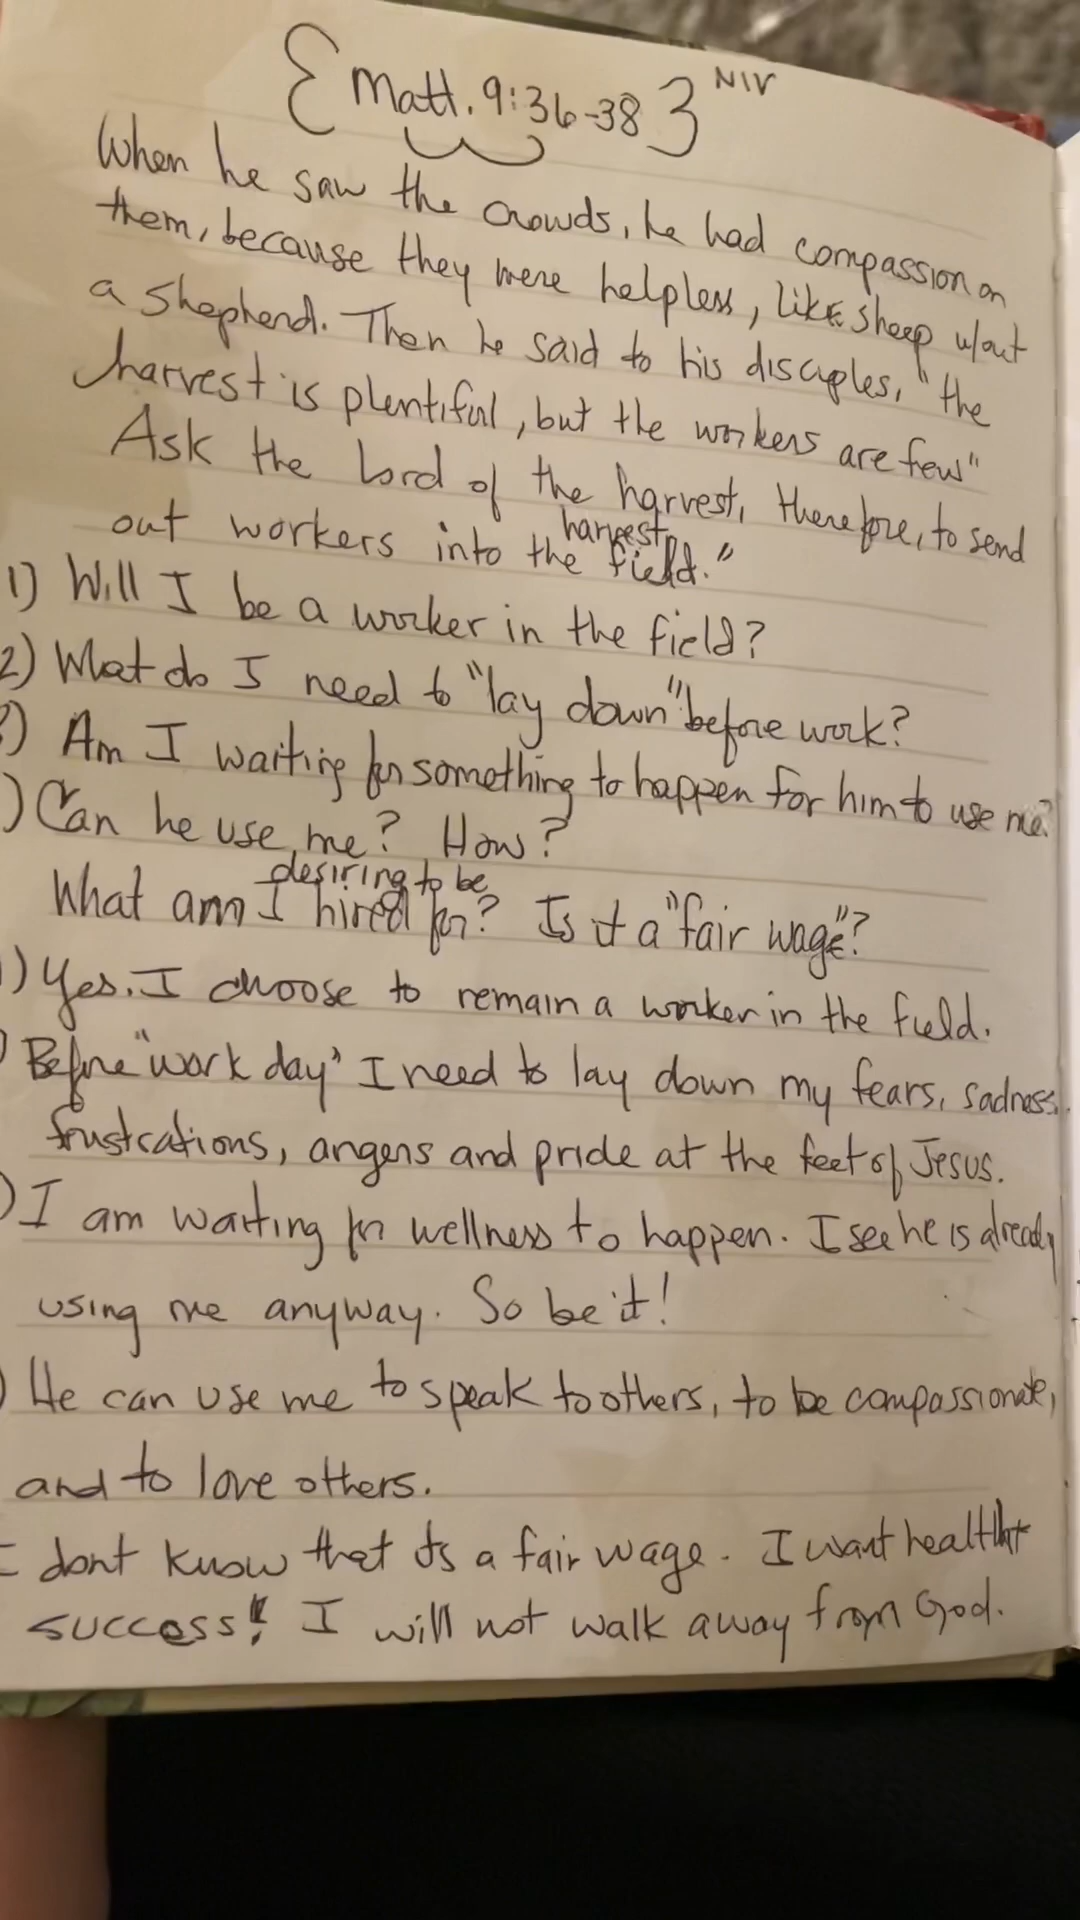 { Matt. 9:36-38 } NIV
When he saw the crowds, he had compassion on
them, because they were helpless, like sheep w/out
a shepherd. Then he said to his disciples, "the
harvest is plentiful, but the workers are few"
Ask the Lord of the harvest, therefore, to send
out workers into the harvest field."
1) Will I be a worker in the field?
2) What do I need to "lay down" before work?
) Am I waiting for something to happen for him to use me?
) Can he use me? How?
What am I desiring to be hired for? Is it a "fair wage"?
) Yes. I choose to remain a worker in the field.
) Before "work day" I need to lay down my fears, sadness,
frustrations, angers and pride at the feet of Jesus.
) I am waiting for wellness to happen. I see he is already
using me anyway. So be it!
) He can use me to speak to others, to be compassionate,
and to love others.
I dont know that its a fair wage. I want health
success! I will not walk away from God.